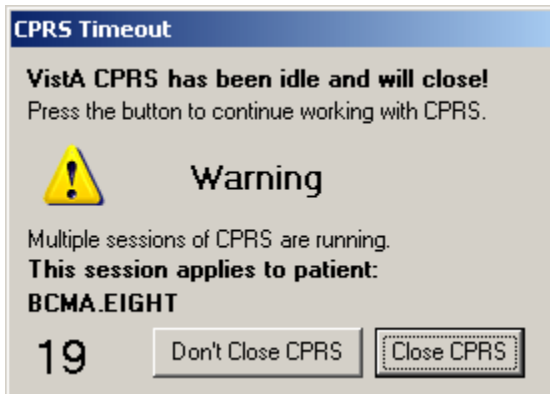 CPRS Timeout
VistA CPRS has been idle and will close!
Press the button to continue working with CPRS.
Warning
Multiple sessions of CPRS are running.
This session applies to patient:
BCMA.EIGHT
19 Don't Close CPRS Close CPRS